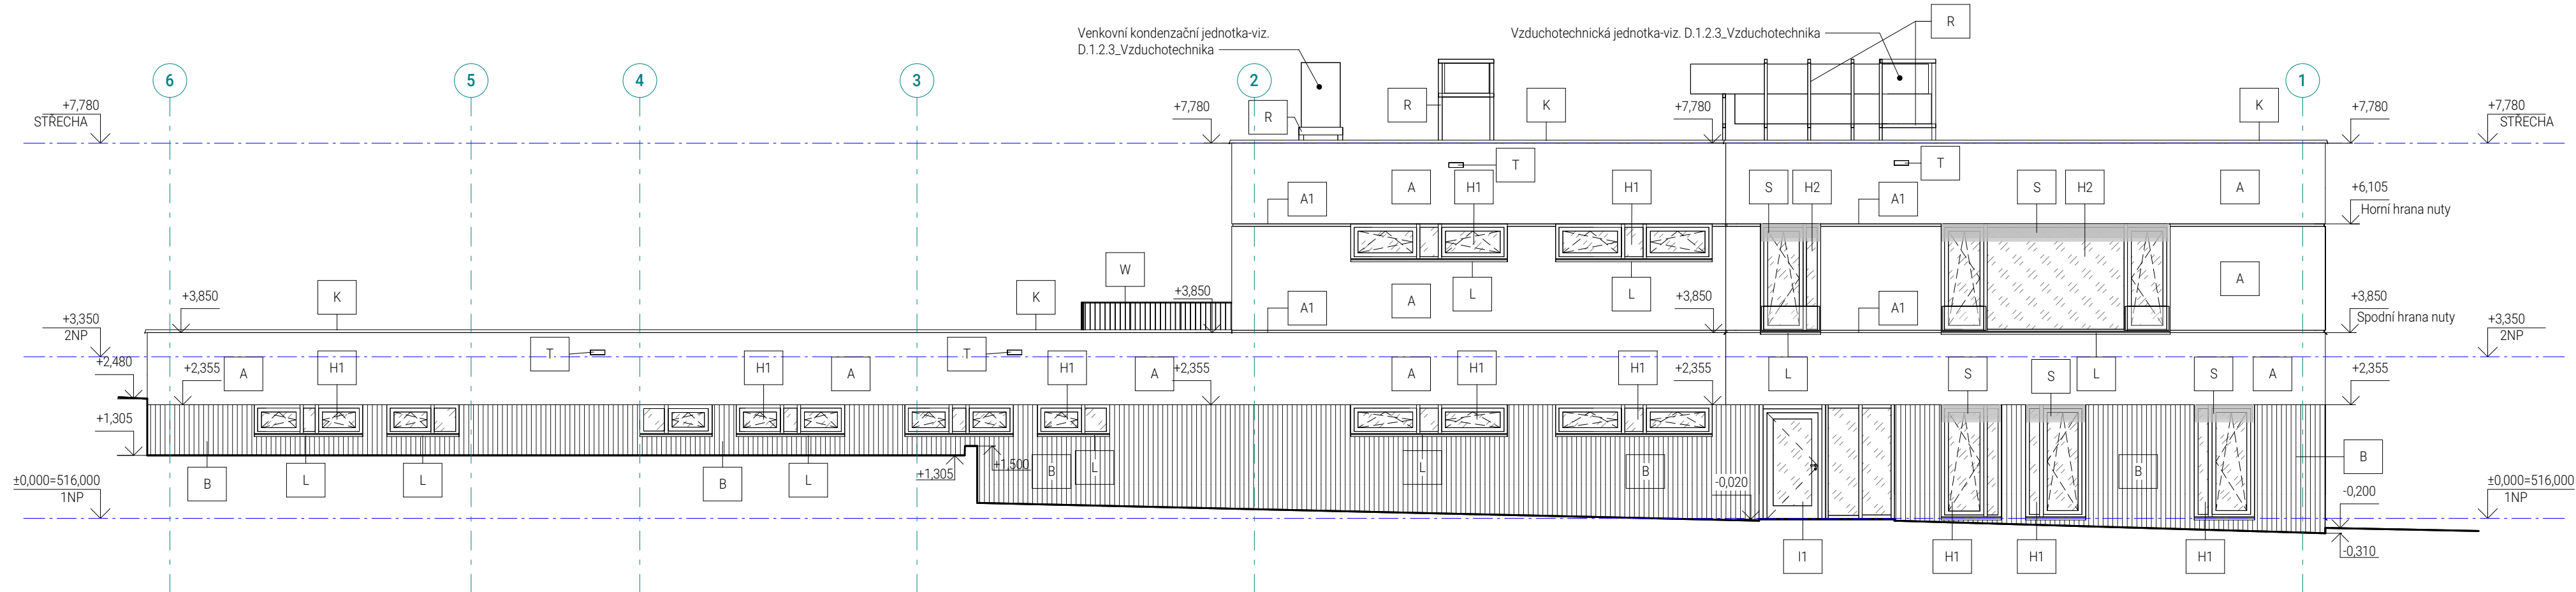 Venkovní kondenzační jednotka-viz.
D.1.2.3_Vzduchotechnika
Vzduchotechnická jednotka-viz. D.1.2.3_Vzduchotechnika
R
6
5
4
3
2
1
+7,780
STŘECHA
+7,780
R
R
K
+7,780
K
+7,780
+7,780
STŘECHA
T
T
A1
A
H1
H1
S
H2
A1
S
H2
A
+6,105
Horní hrana nuty
W
K
K
+3,850
+3,850
A1
A
L
L
+3,850
A1
A
+3,850
Spodní hrana nuty
+3,350
2NP
+3,350
2NP
+2,480
+2,355
A
H1
T
H1
A
T
H1
A
+2,355
A
H1
H1
+2,355
L
S
S
L
S
A
+2,355
+1,305
B
L
L
B
L
+1,305
+1,500
B
L
L
B
-0,020
B
B
±0,000=516,000
1NP
-0,200
±0,000=516,000
1NP
I1
H1
H1
H1
-0,310